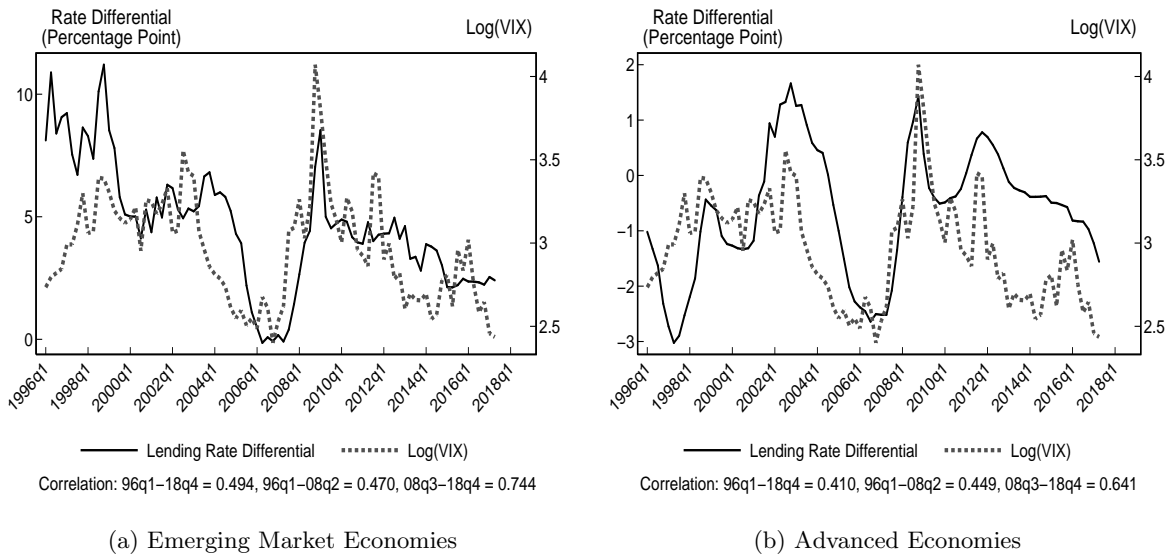 Rate Differential
(Percentage Point)
Log(VIX)
10
5
0
4
3.5
3
2.5
1996q1
1998q1
2000q1
2002q1
2004q1
2006q1
2008q1
2010q1
2012q1
2014q1
2016q1
2018q1
Lending Rate Differential
Log(VIX)
Correlation: 96q1−18q4 = 0.494, 96q1−08q2 = 0.470, 08q3−18q4 = 0.744
(a) Emerging Market Economies
Rate Differential
(Percentage Point)
Log(VIX)
2
1
0
−1
−2
−3
4
3.5
3
2.5
1996q1
1998q1
2000q1
2002q1
2004q1
2006q1
2008q1
2010q1
2012q1
2014q1
2016q1
2018q1
Lending Rate Differential
Log(VIX)
Correlation: 96q1−18q4 = 0.410, 96q1−08q2 = 0.449, 08q3−18q4 = 0.641
(b) Advanced Economies